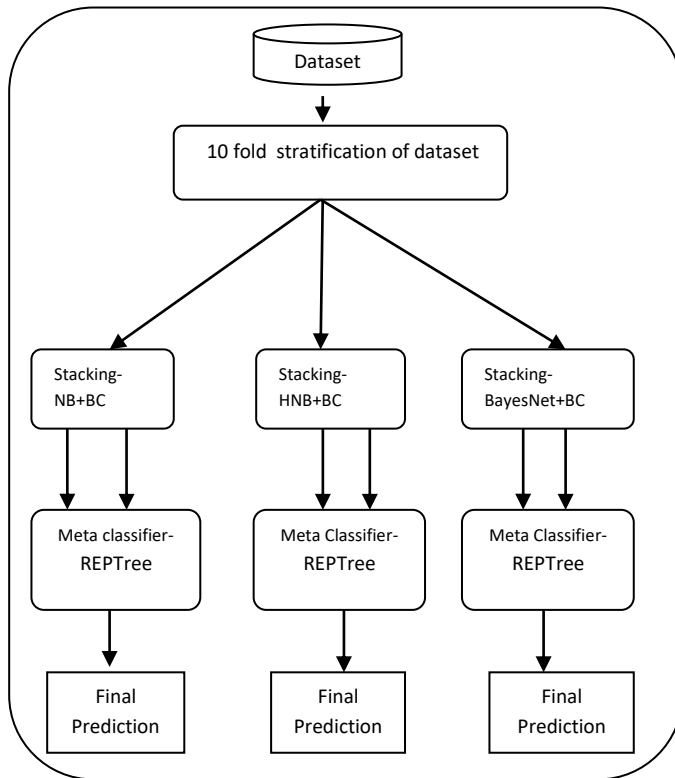 Dataset
10 fold stratification of dataset
Stacking-
NB+BC
Stacking-
HNB+BC
Stacking-
BayesNet+BC
Meta classifier-
REPTree
Meta Classifier-
REPTree
Meta Classifier-
REPTree
Final
Prediction
Final
Prediction
Final
Prediction